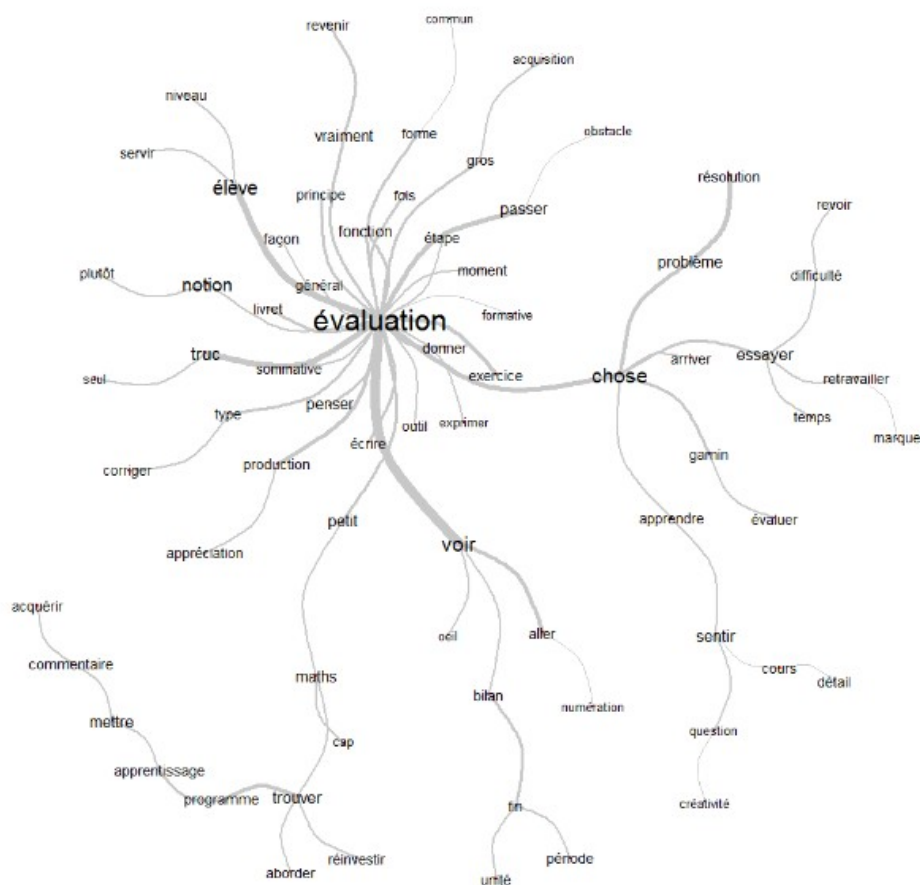 commun
revenir
acquisition
niveau
obstacle
vraiment
forme
servir
gros
résolution
élève
principe
fois
revoir
passer
façon
fonction
étape
problème
plutôt
notion
général
moment
difficulté
livret
formative
évaluation
donner
truc
sommative
arriver
essayer
seul
exercice
chose
retravailler
penser
type
outil
exprimer
temps
marque
écrire
gamin
corriger
production
petit
apprendre
évaluer
voir
appréciation
acquérir
oeil
aller
sentir
commentaire
maths
cours
détail
bilan
numération
mettre
cap
question
apprentissage
programme
trouver
fin
créativité
réinvestir
période
aborder
unité